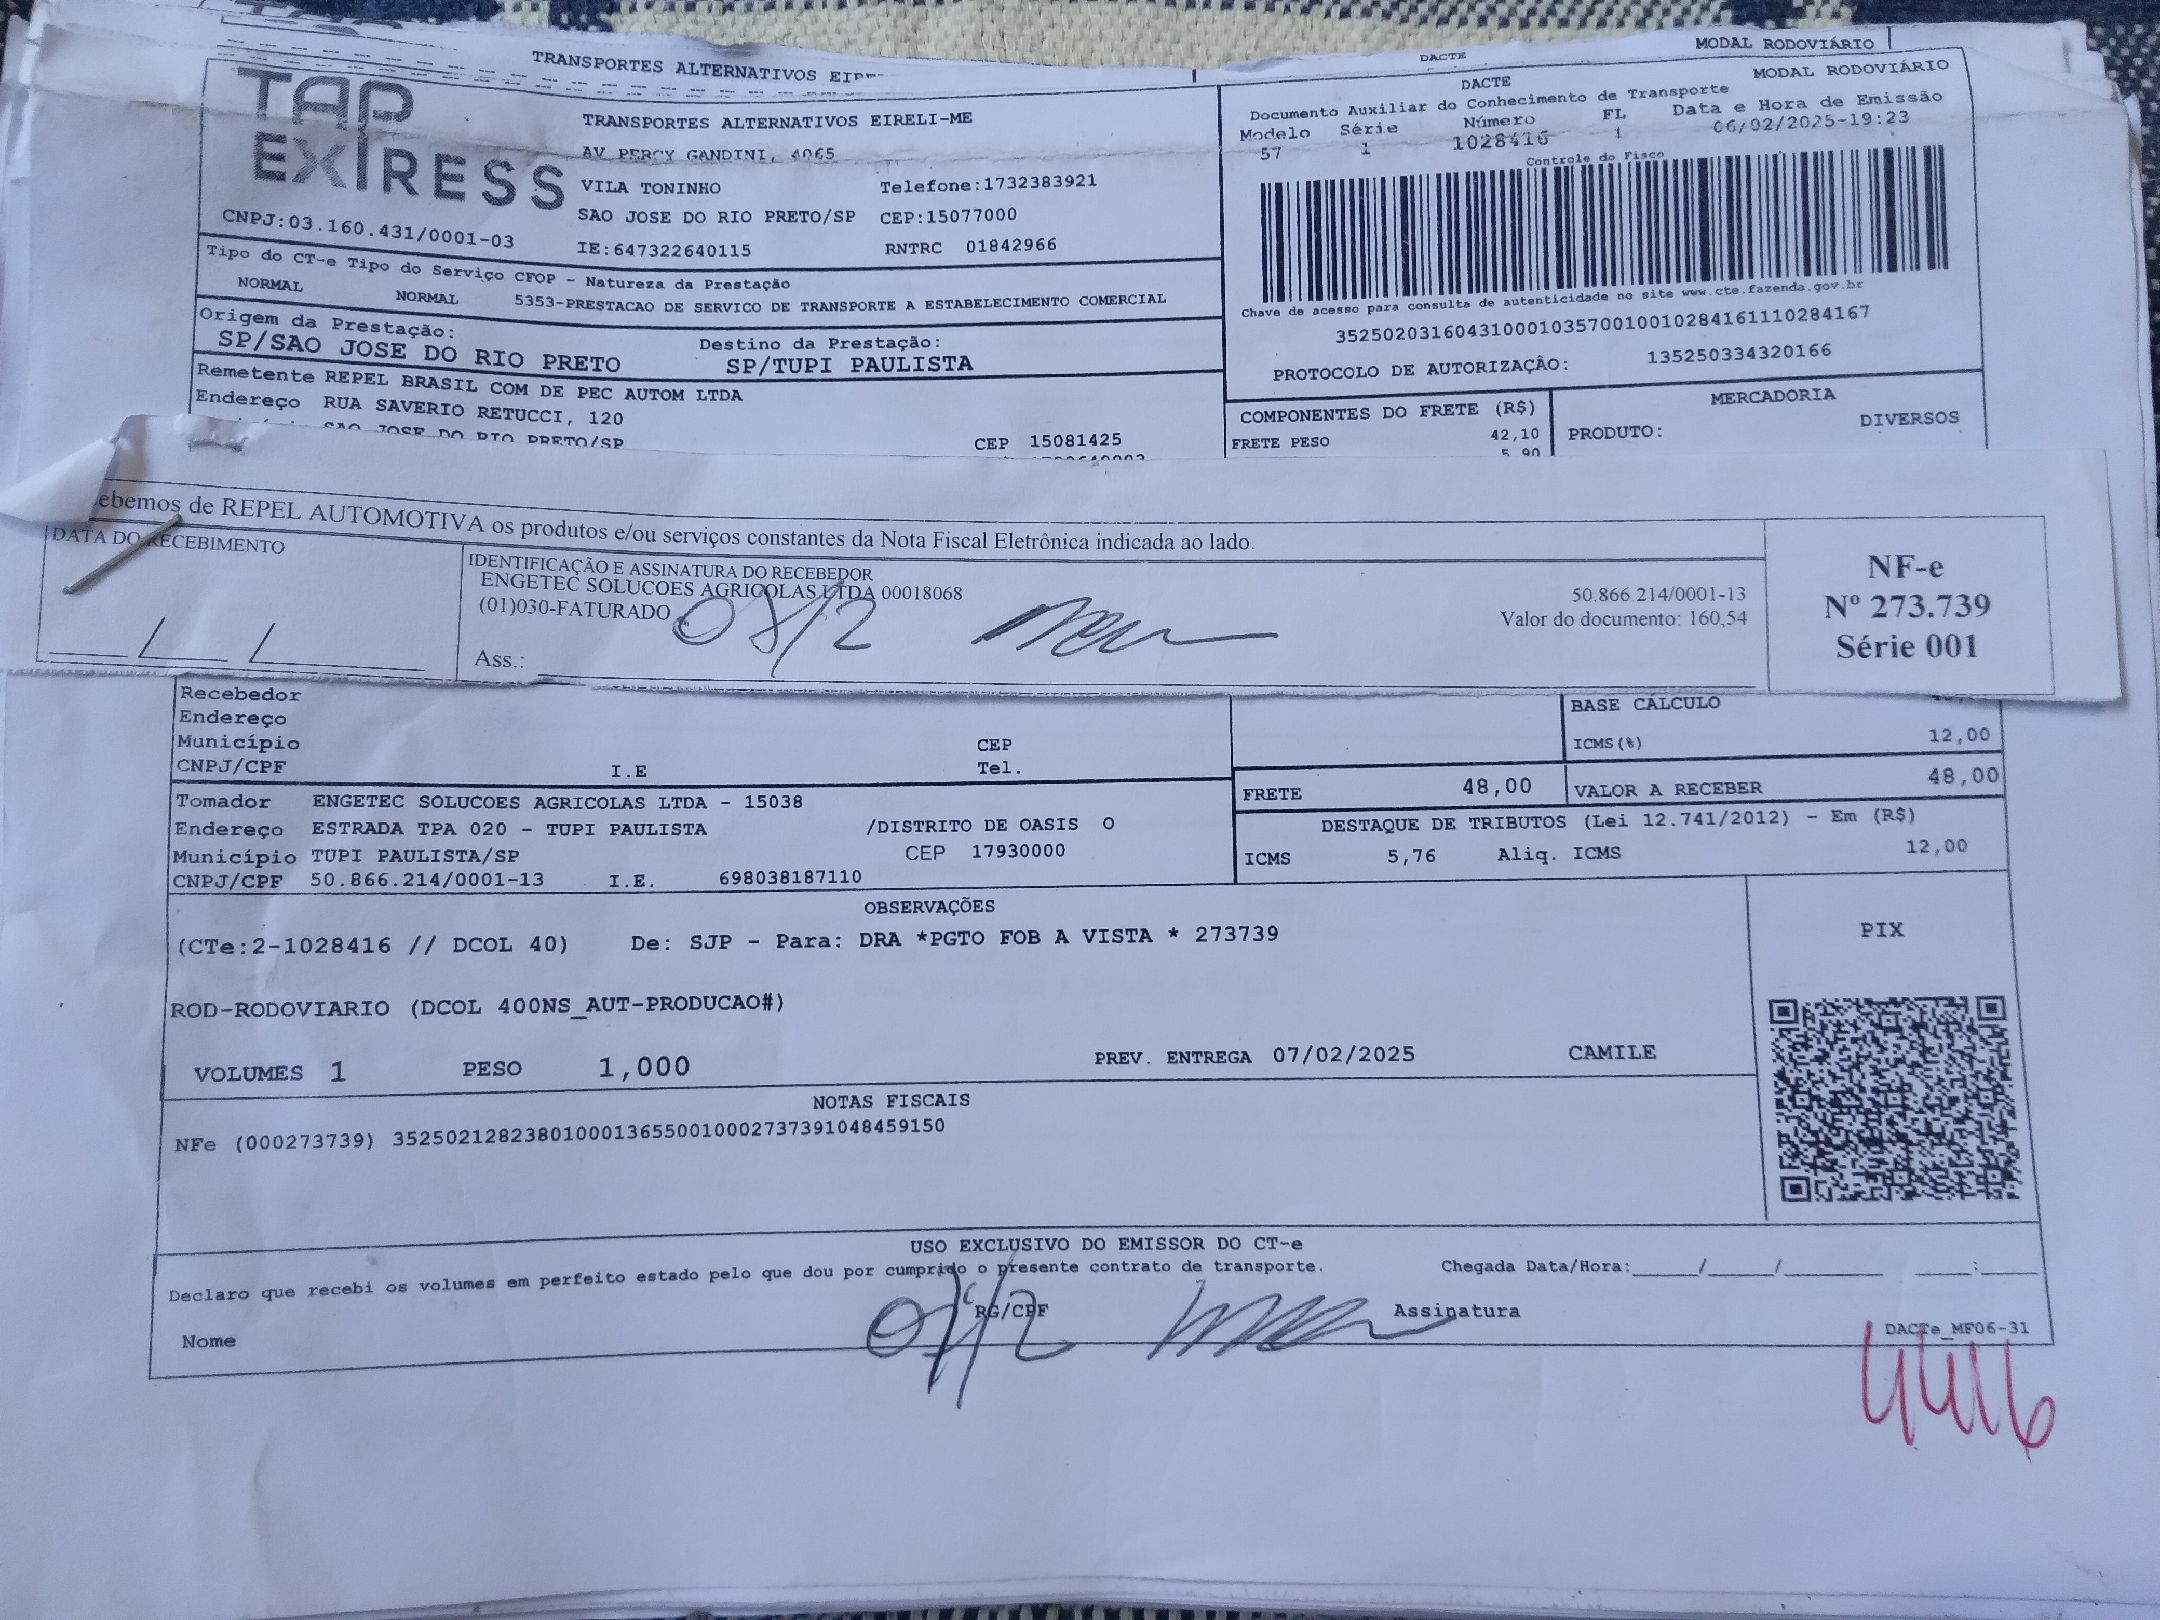 TRANSPORTES ALTERNATIVOS
DACTE
MODAL RODOVIÁRIO
TAP
EXPRESS
CNPJ:03.160.431/0001-03
TRANSPORTES ALTERNATIVOS EIRELI-ME
AV PERCY GANDINI, 4065
VILA TONINHO Telefone:1732383921
SAO JOSE DO RIO PRETO/SP CEP:15077000
IE:647322640115 RNTRC 01842966
DACTE MODAL RODOVIÁRIO
Documento Auxiliar do Conhecimento de Transporte
Modelo Série Número FL Data e Hora de Emissão
57 1 1028416 1 06/02/2025-19:23
Controle do Fisco
Chave de acesso para consulta de autenticidade no site www.cte.fazenda.gov.br
35250203160431000103570010010284161110284167
PROTOCOLO DE AUTORIZAÇÃO: 135250334320166
Tipo do CT-e Tipo do Serviço CFOP - Natureza da Prestação
NORMAL NORMAL 5353-PRESTACAO DE SERVICO DE TRANSPORTE A ESTABELECIMENTO COMERCIAL
Origem da Prestação: Destino da Prestação:
SP/SAO JOSE DO RIO PRETO SP/TUPI PAULISTA
Remetente REPEL BRASIL COM DE PEC AUTOM LTDA
Endereço RUA SAVERIO RETUCCI, 120
SAO JOSE DO RIO PRETO/SP CEP 15081425
COMPONENTES DO FRETE (R$) MERCADORIA
FRETE PESO 42,10 PRODUTO: DIVERSOS
5,90
ebemos de REPEL AUTOMOTIVA os produtos e/ou serviços constantes da Nota Fiscal Eletrônica indicada ao lado.
DATA DO RECEBIMENTO
IDENTIFICAÇÃO E ASSINATURA DO RECEBEDOR
ENGETEC SOLUCOES AGRICOLAS LTDA 00018068 50.866.214/0001-13
(01)030-FATURADO Valor do documento: 160,54
Ass.:
NF-e
Nº 273.739
Série 001
Recebedor
Endereço
Município CEP
CNPJ/CPF I.E Tel.
BASE CÁLCULO
ICMS(%) 12,00
FRETE 48,00 VALOR A RECEBER 48,00
Tomador ENGETEC SOLUCOES AGRICOLAS LTDA - 15038
Endereço ESTRADA TPA 020 - TUPI PAULISTA /DISTRITO DE OASIS O
Município TUPI PAULISTA/SP CEP 17930000
CNPJ/CPF 50.866.214/0001-13 I.E. 698038187110
DESTAQUE DE TRIBUTOS (Lei 12.741/2012) - Em (R$)
ICMS 5,76 Aliq. ICMS 12,00
OBSERVAÇÕES
(CTe:2-1028416 // DCOL 40) De: SJP - Para: DRA *PGTO FOB A VISTA * 273739
PIX
ROD-RODOVIARIO (DCOL 400NS_AUT-PRODUCAO#)
VOLUMES 1 PESO 1,000 PREV. ENTREGA 07/02/2025 CAMILE
NOTAS FISCAIS
NFe (000273739) 35250212823801000136550010002737391048459150
USO EXCLUSIVO DO EMISSOR DO CT-e
Declaro que recebi os volumes em perfeito estado pelo que dou por cumprido o presente contrato de transporte. Chegada Data/Hora:
Nome RG/CPF Assinatura
DACTe_MF06-31